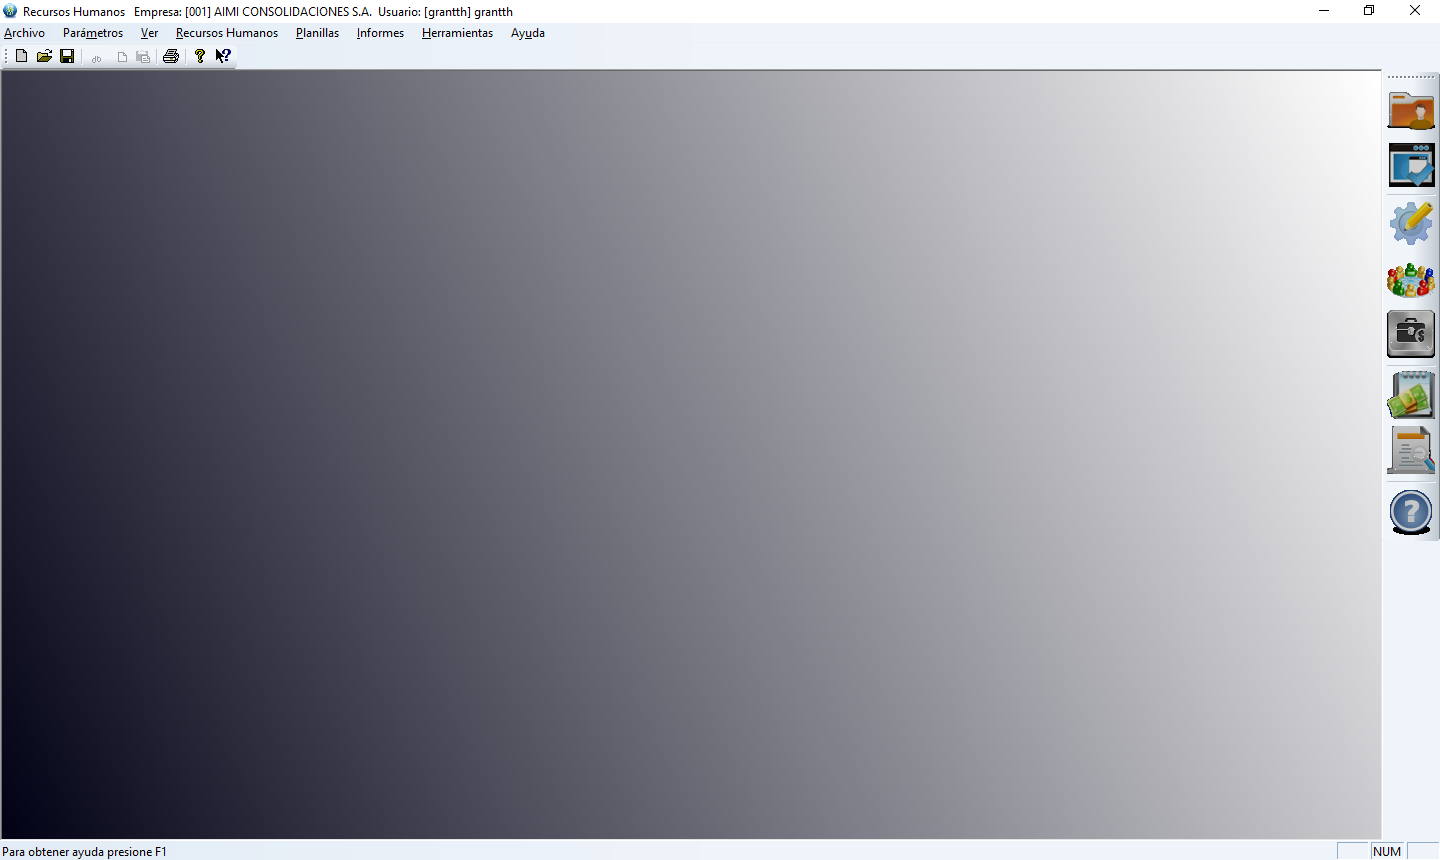 Recursos Humanos   Empresa: [001] AIMI CONSOLIDACIONES S.A.  Usuario: [grantth] grantth
Archivo Parámetros Ver Recursos Humanos Planillas Informes Herramientas Ayuda
Para obtener ayuda presione F1 NUM